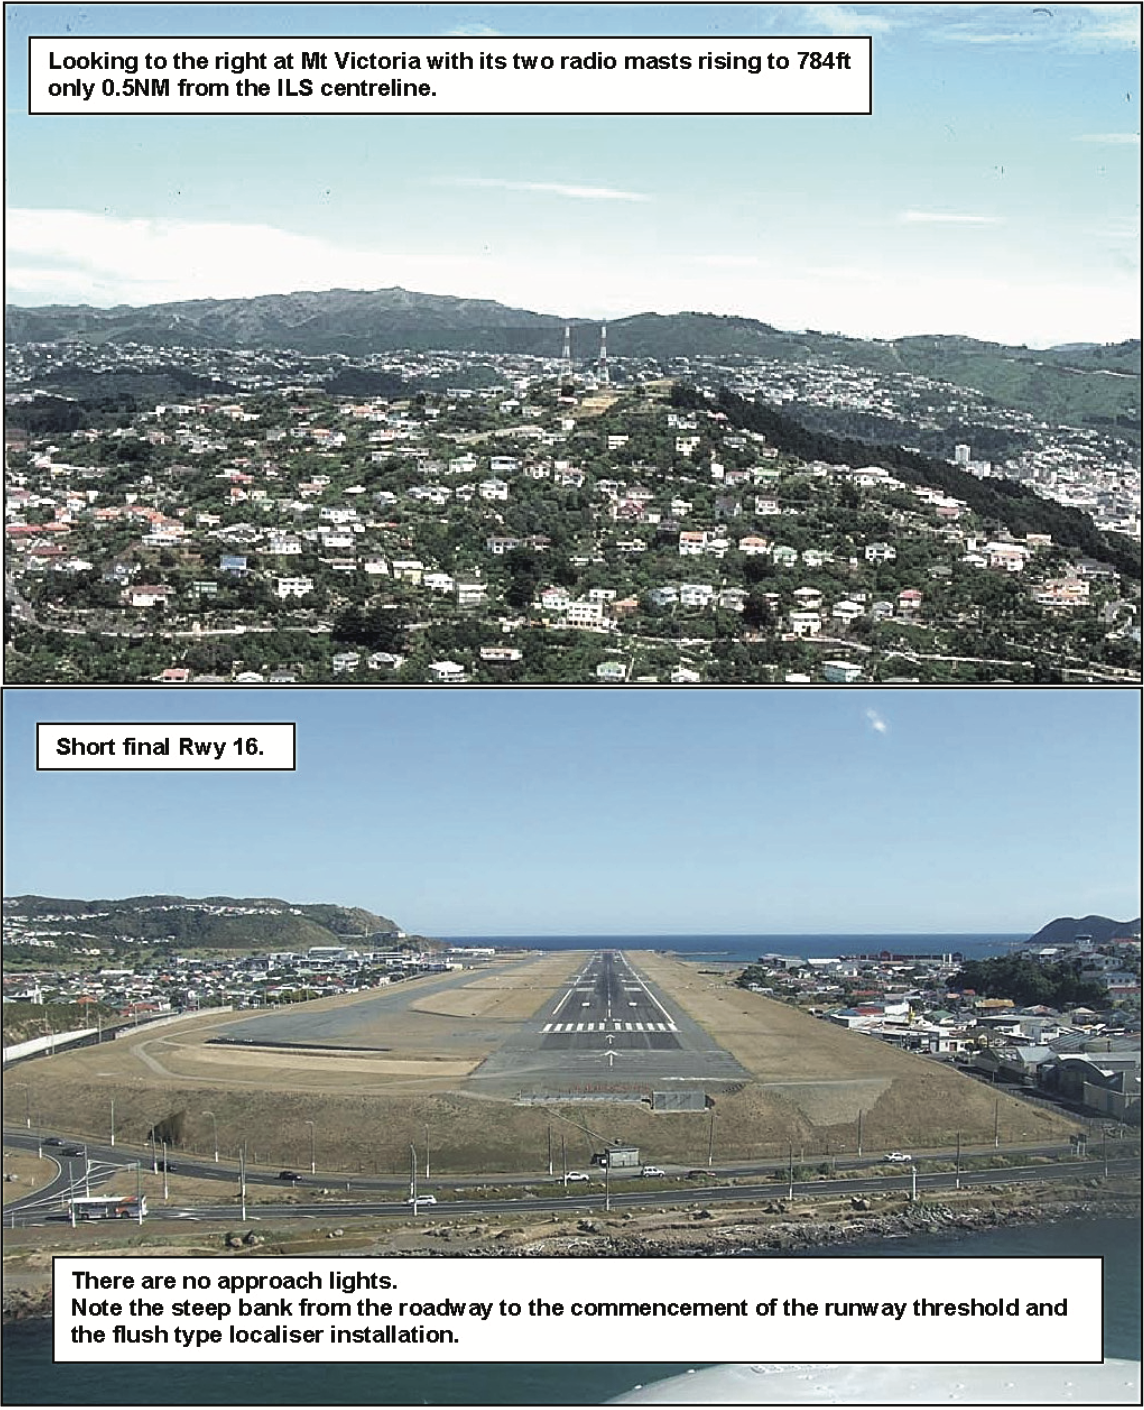 Looking to the right at Mt Victoria with its two radio masts rising to 784ft
only 0.5NM from the ILS centreline.
Short final Rwy 16.
There are no approach lights.
Note the steep bank from the roadway to the commencement of the runway threshold and
the flush type localiser installation.